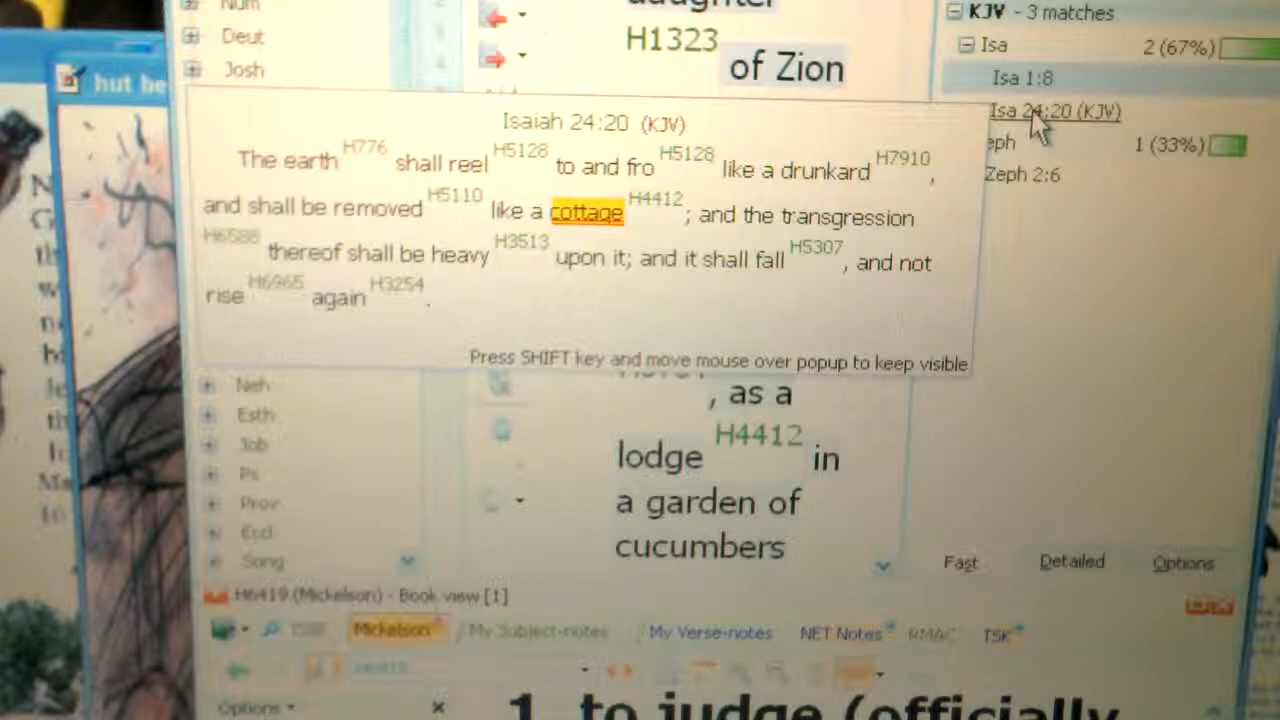 Num
Deut
Josh
daughter
H1323
of Zion
KJV - 3 matches
Isa 2 (67%)
Isa 1:8
Isa 24:20 (KJV)
eph 1 (33%)
Zeph 2:6
hut be
Isaiah 24:20 (KJV)
The earth H776 shall reel H5128 to and fro H5128 like a drunkard H7910 ,
and shall be removed H5110 like a cottage H4412 ; and the transgression
H6588 thereof shall be heavy H3513 upon it; and it shall fall H5307 , and not
rise H6965 again H3254 .
Press SHIFT key and move mouse over popup to keep visible
Neh
Esth
Job
Ps
Prov
Eccl
Song
, as a
lodge H4412 in
a garden of
cucumbers
Fast Detailed Options
H6419 (Mickelson) - Book view [1]
Mickelson My Subject-notes My Verse-notes NET Notes RMAC TSK
Options
1. to judge (officially